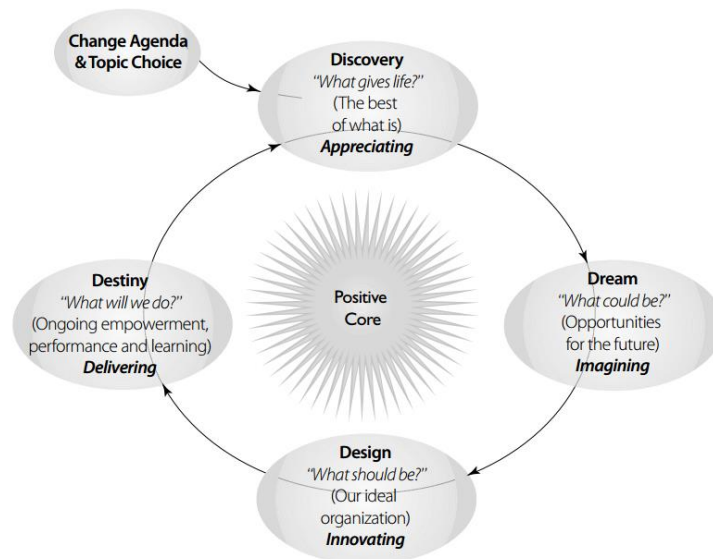 Change Agenda
& Topic Choice
Discovery
“What gives life?”
(The best
of what is)
Appreciating
Dream
“What could be?”
(Opportunities
for the future)
Imagining
Design
“What should be?”
(Our ideal
organization)
Innovating
Destiny
“What will we do?”
(Ongoing empowerment,
performance and learning)
Delivering
Positive
Core